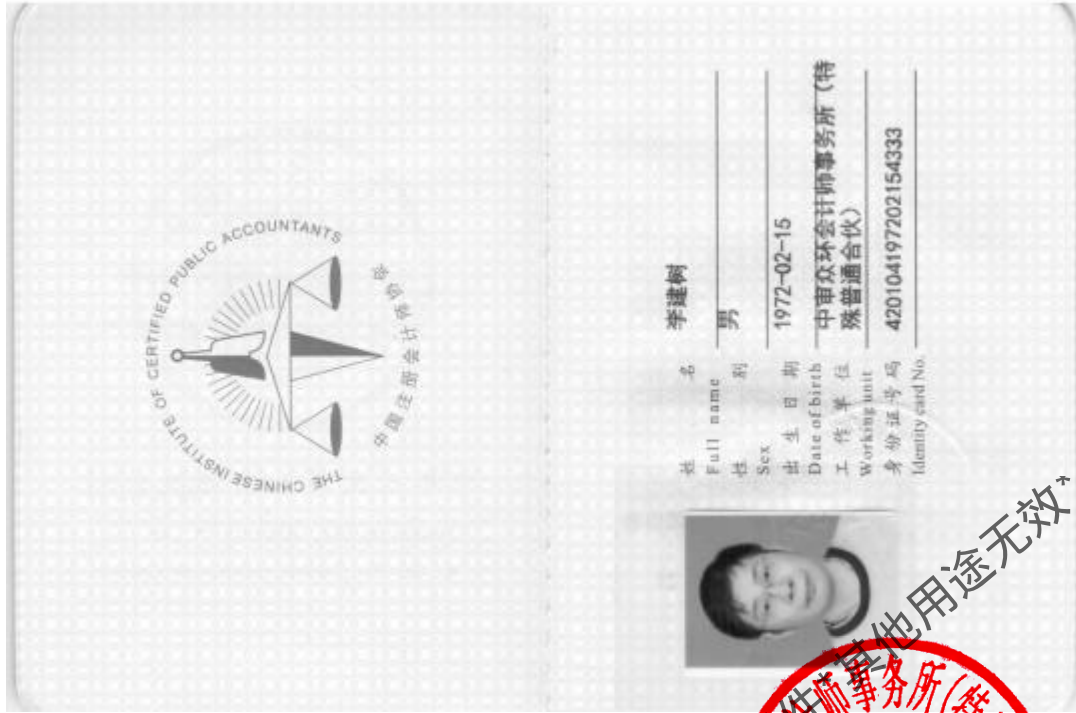 THE CHINESE INSTITUTE OF CERTIFIED PUBLIC ACCOUNTANTS
中国注册会计师协会
姓 名 李建树
Full name
性 别 男
Sex
出 生 日 期 1972-02-15
Date of birth
工 作 单 位 中审众环会计师事务所（特
殊普通合伙）
Working unit
身 份 证 号 码 420104197202154333
Identity card No.
件*其他用途无效*
师事务所(特